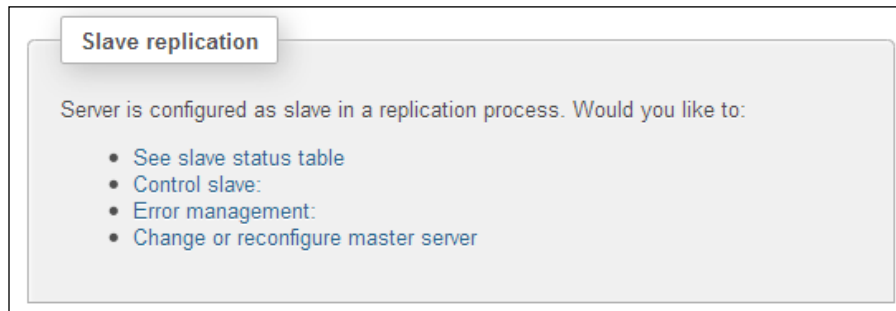 Slave replication
Server is configured as slave in a replication process. Would you like to:
See slave status table
Control slave:
Error management:
Change or reconfigure master server